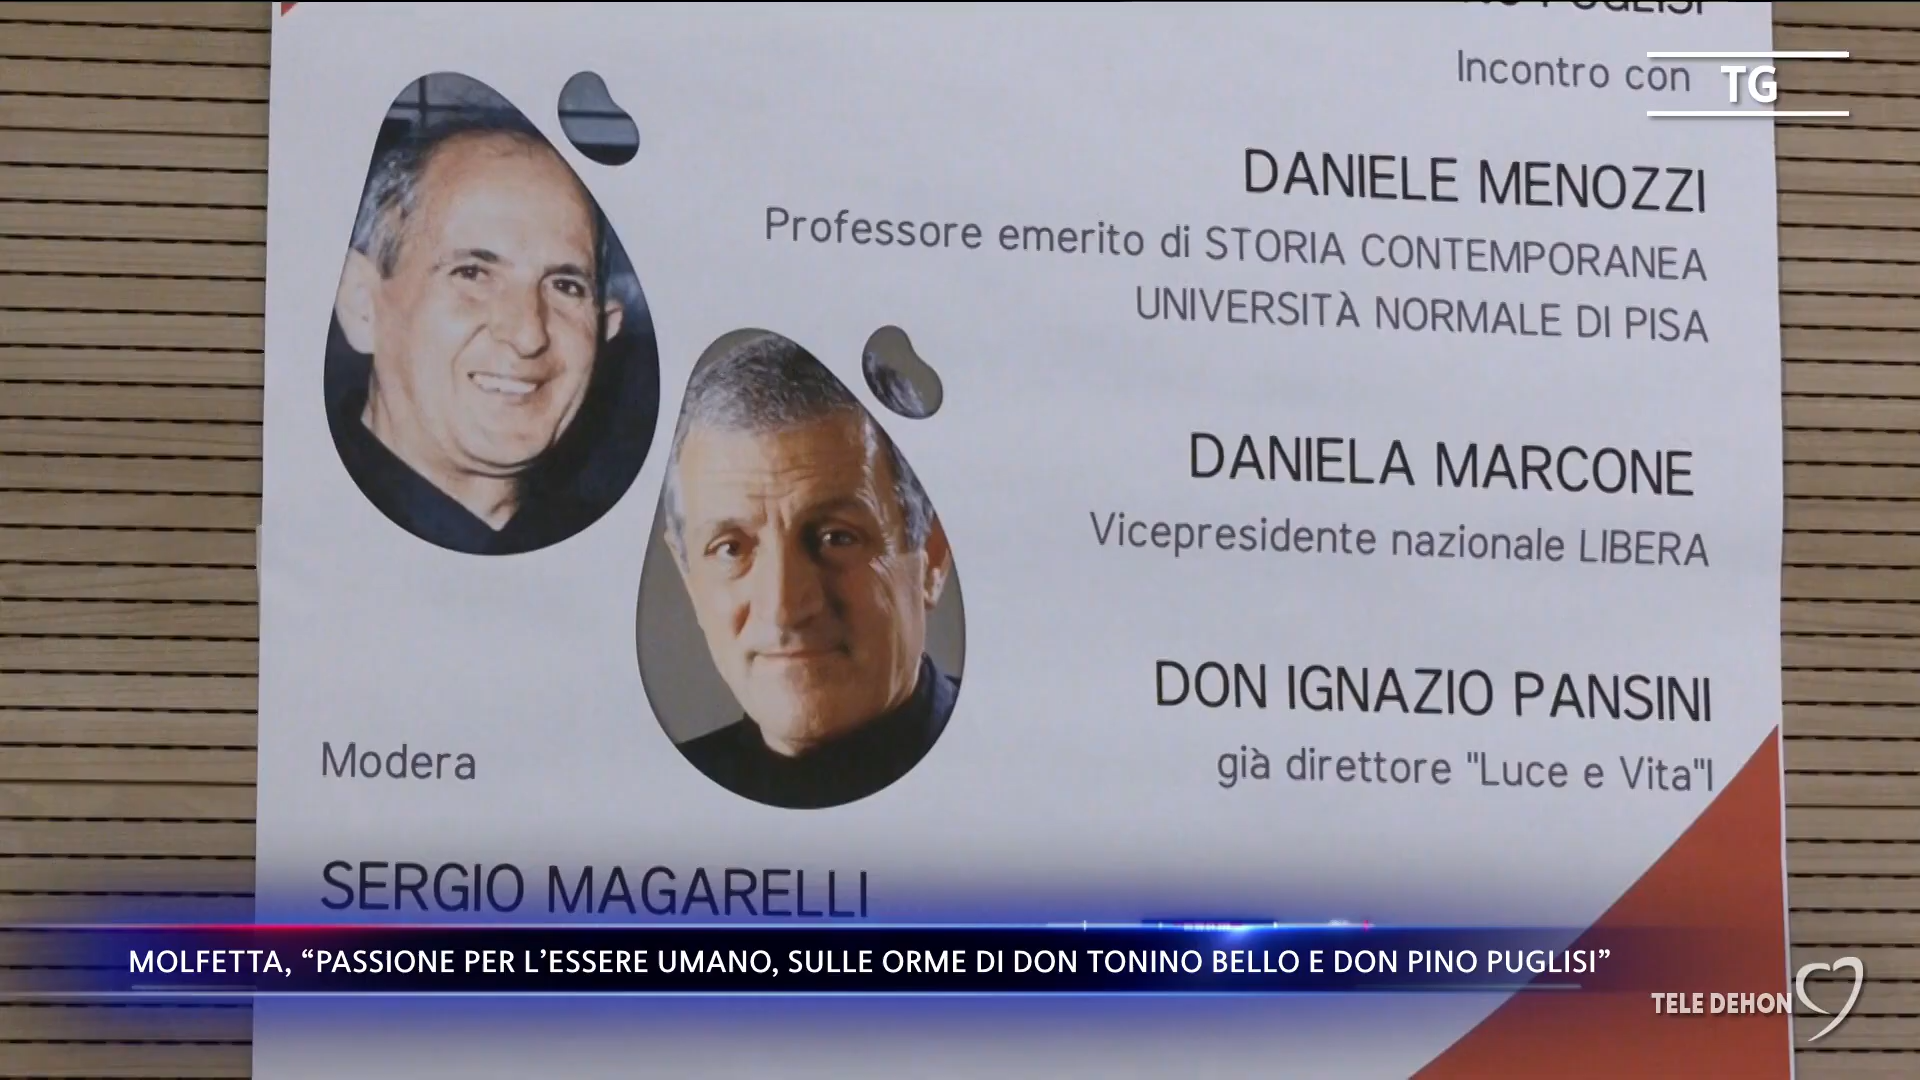 PUGLISI
Incontro con
TG
DANIELE MENOZZI
Professore emerito di STORIA CONTEMPORANEA
UNIVERSITÀ NORMALE DI PISA
DANIELA MARCONE
Vicepresidente nazionale LIBERA
DON IGNAZIO PANSINI
già direttore "Luce e Vita"I
Modera
SERGIO MAGARELLI
MOLFETTA, “PASSIONE PER L’ESSERE UMANO, SULLE ORME DI DON TONINO BELLO E DON PINO PUGLISI”
TELE DEHON